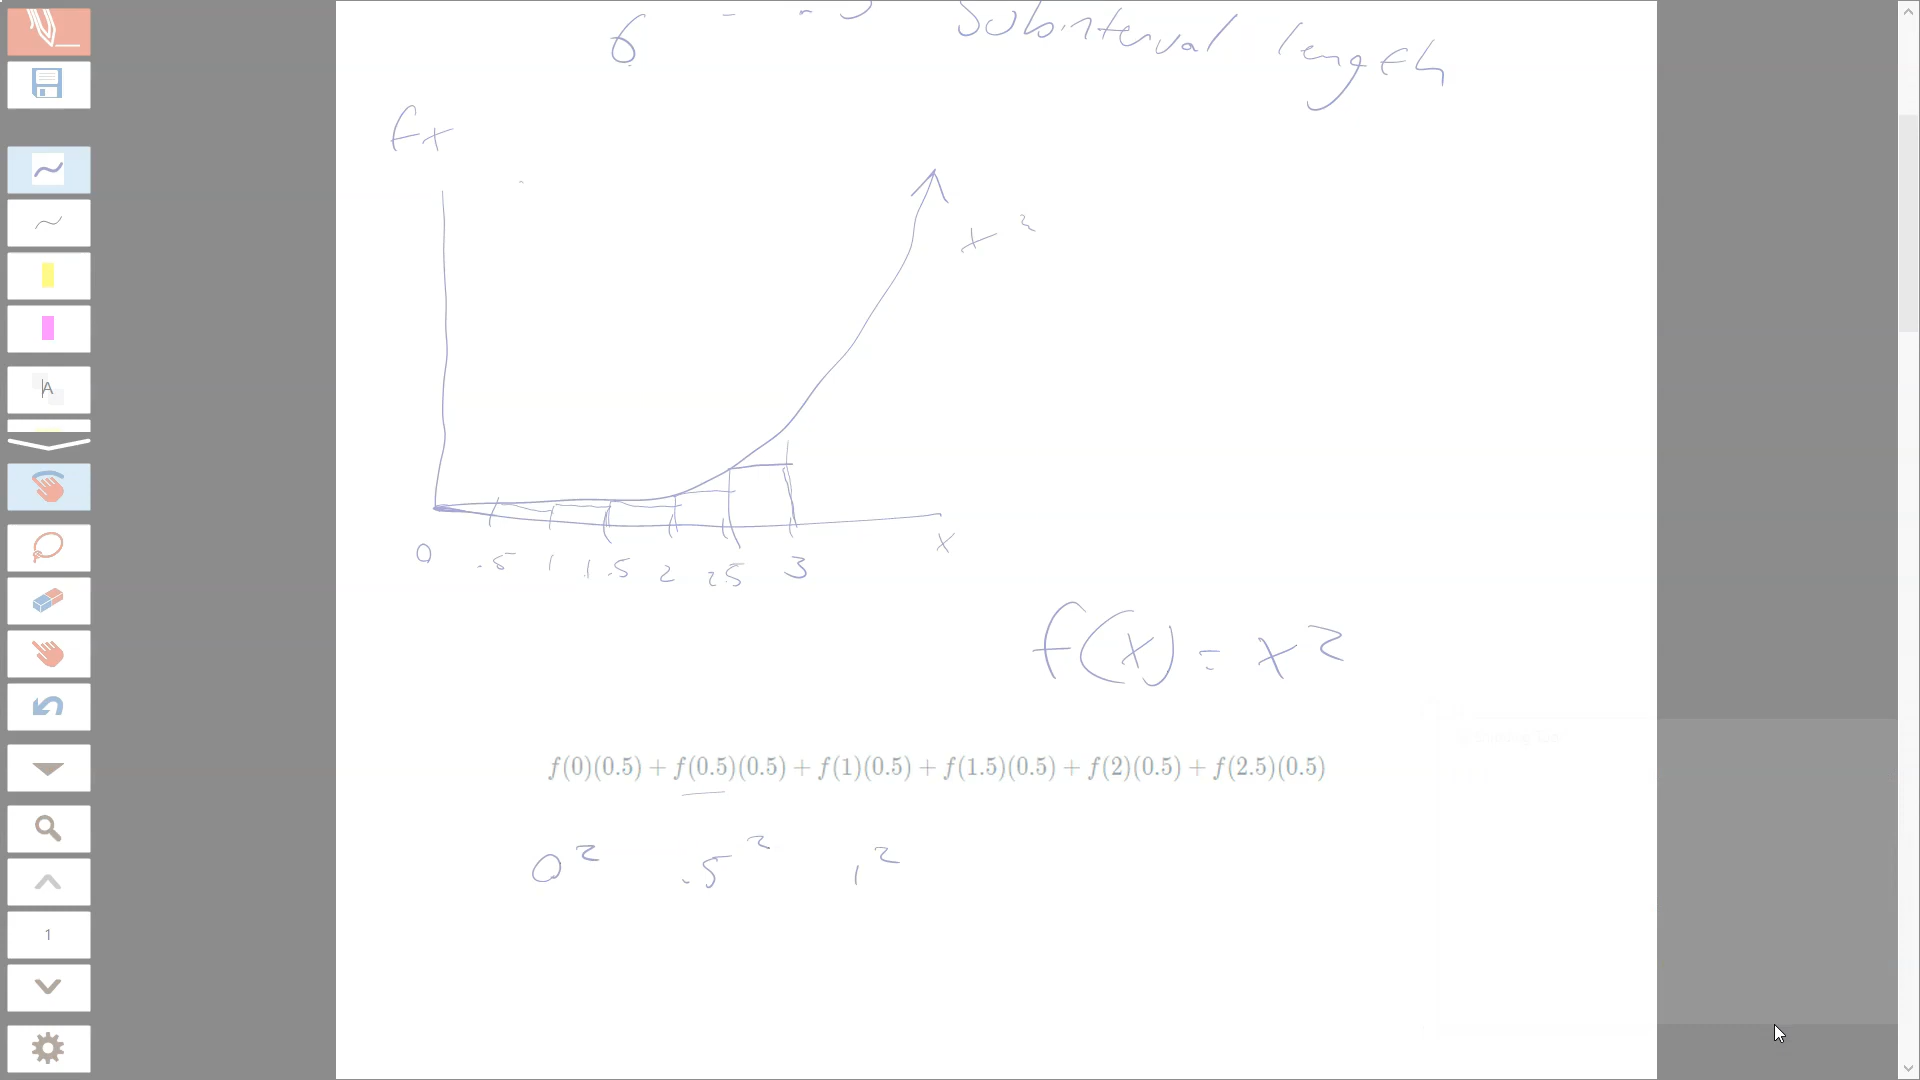 6 = .5 Subinterval length
fx
x²
0 .5 1 1.5 2 2.5 3 x
f(x) = x²
f(0)(0.5) + f(0.5)(0.5) + f(1)(0.5) + f(1.5)(0.5) + f(2)(0.5) + f(2.5)(0.5)
0² .5² 1²
A
1